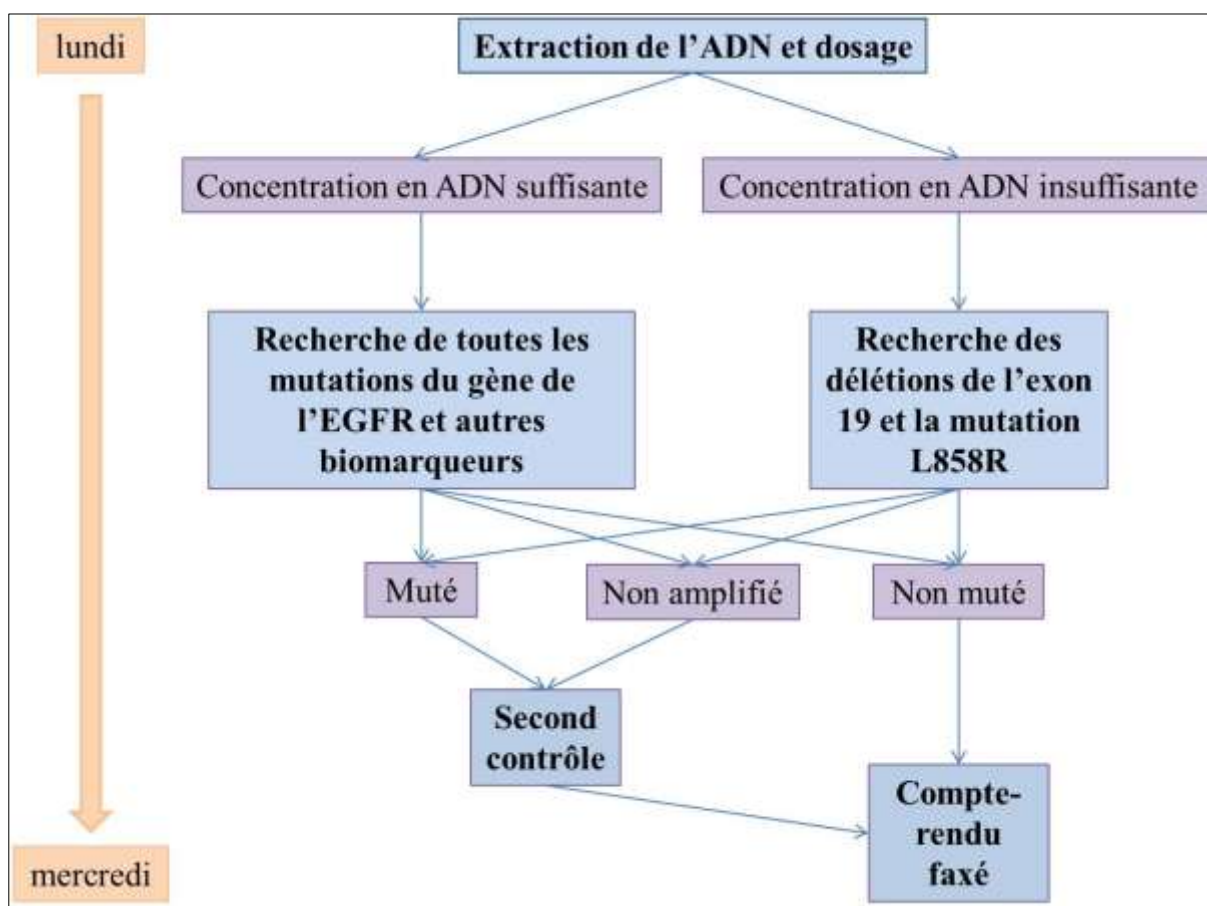 lundi
Extraction de l'ADN et dosage
Concentration en ADN suffisante
Concentration en ADN insuffisante
Recherche de toutes les
mutations du gène de
l'EGFR et autres
biomarqueurs
Recherche des
délétions de l'exon
19 et la mutation
L858R
Muté
Non amplifié
Non muté
Second
contrôle
Compte-
rendu
faxé
mercredi